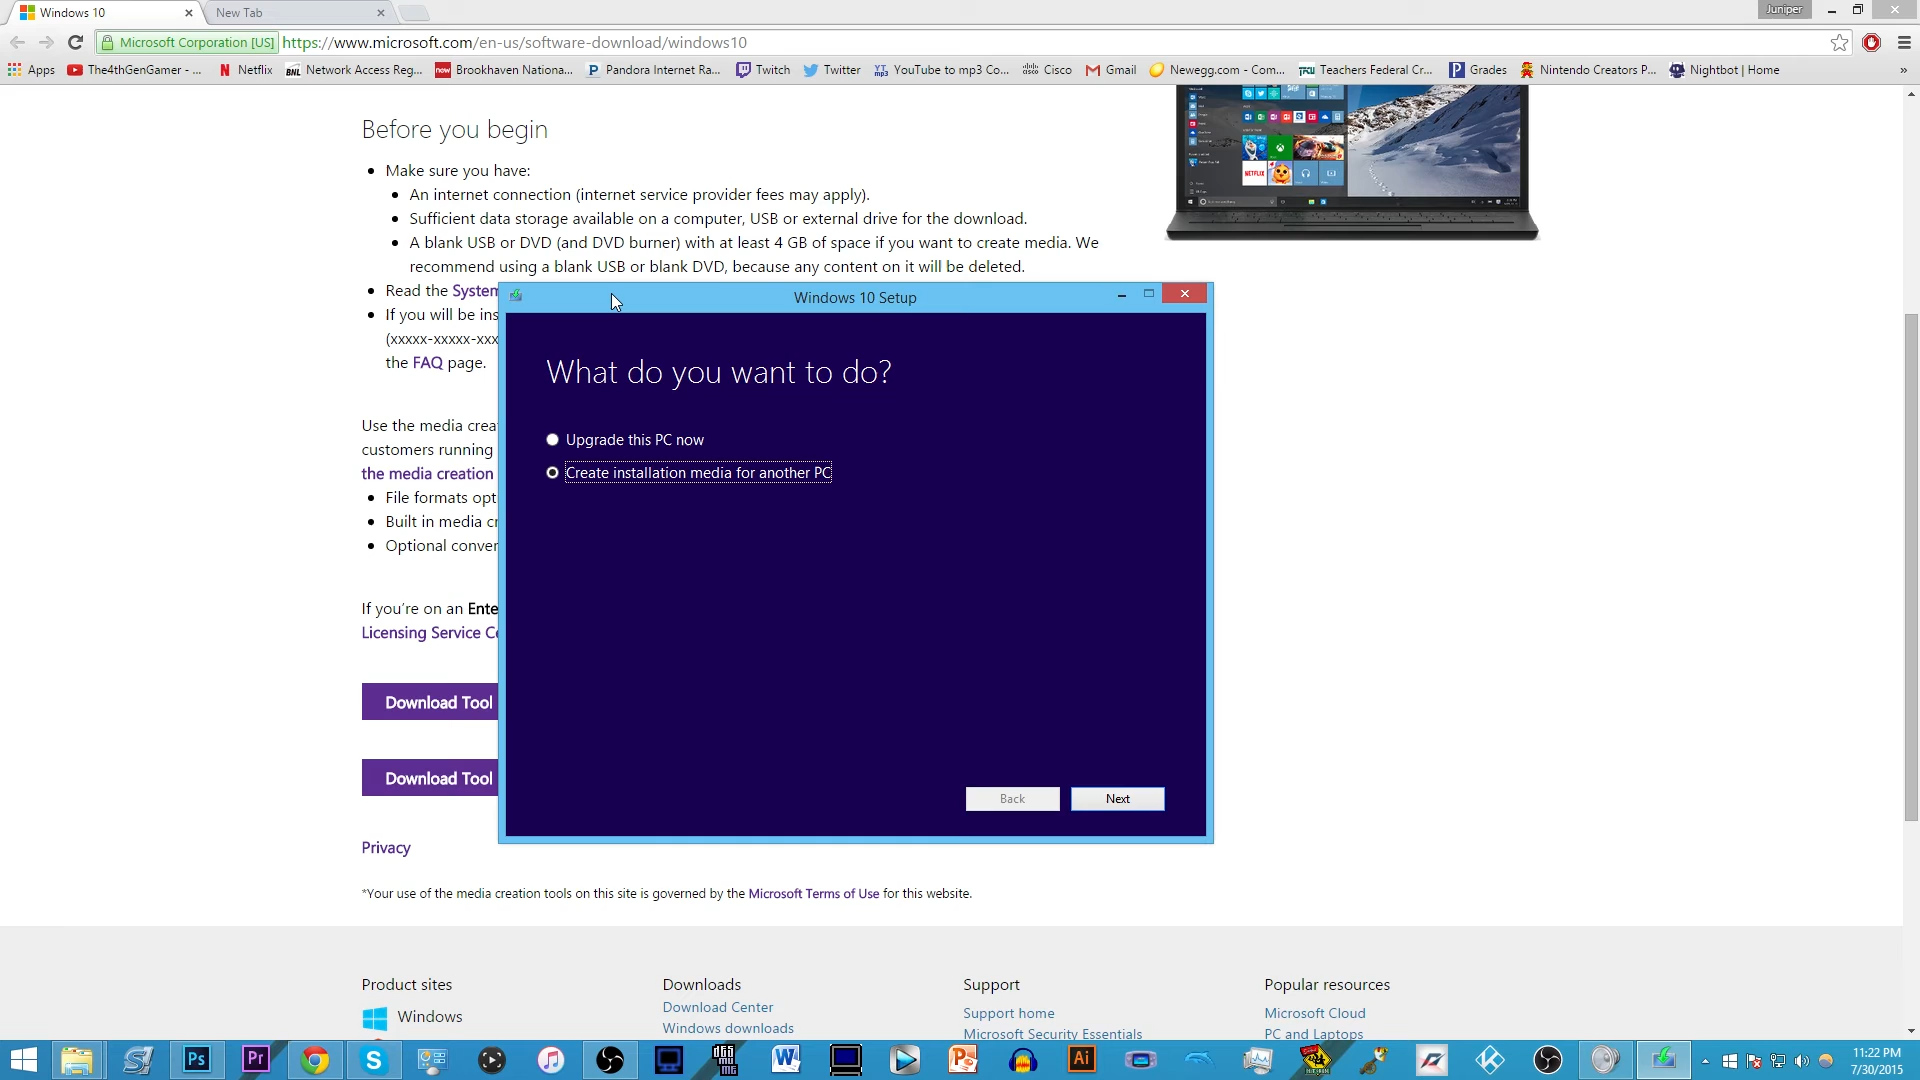 Windows 10
New Tab
Juniper
Microsoft Corporation [US]
https://www.microsoft.com/en-us/software-download/windows10
Apps
The4thGenGamer - ...
Netflix
Network Access Reg...
Brookhaven Nationa...
Pandora Internet Ra...
Twitch
Twitter
YouTube to mp3 Co...
Cisco
Gmail
Newegg.com - Com...
Teachers Federal Cr...
Grades
Nintendo Creators P...
Nightbot | Home
»
Before you begin
Make sure you have:
An internet connection (internet service provider fees may apply).
Sufficient data storage available on a computer, USB or external drive for the download.
A blank USB or DVD (and DVD burner) with at least 4 GB of space if you want to create media. We
recommend using a blank USB or blank DVD, because any content on it will be deleted.
Read the System
If you will be ins
(xxxxx-xxxxx-xxx
the FAQ page.
Use the media crea
customers running
the media creation
File formats opt
Built in media cr
Optional conver
If you're on an Ente
Licensing Service Ce
Download Tool
Download Tool
Privacy
*Your use of the media creation tools on this site is governed by the Microsoft Terms of Use for this website.
Windows 10 Setup
What do you want to do?
Upgrade this PC now
Create installation media for another PC
Back
Next
NETFLIX
Product sites
Windows
Downloads
Download Center
Windows downloads
Support
Support home
Microsoft Security Essentials
Popular resources
Microsoft Cloud
PC and Laptops
Ps
Pr
Ai
11:22 PM
7/30/2015